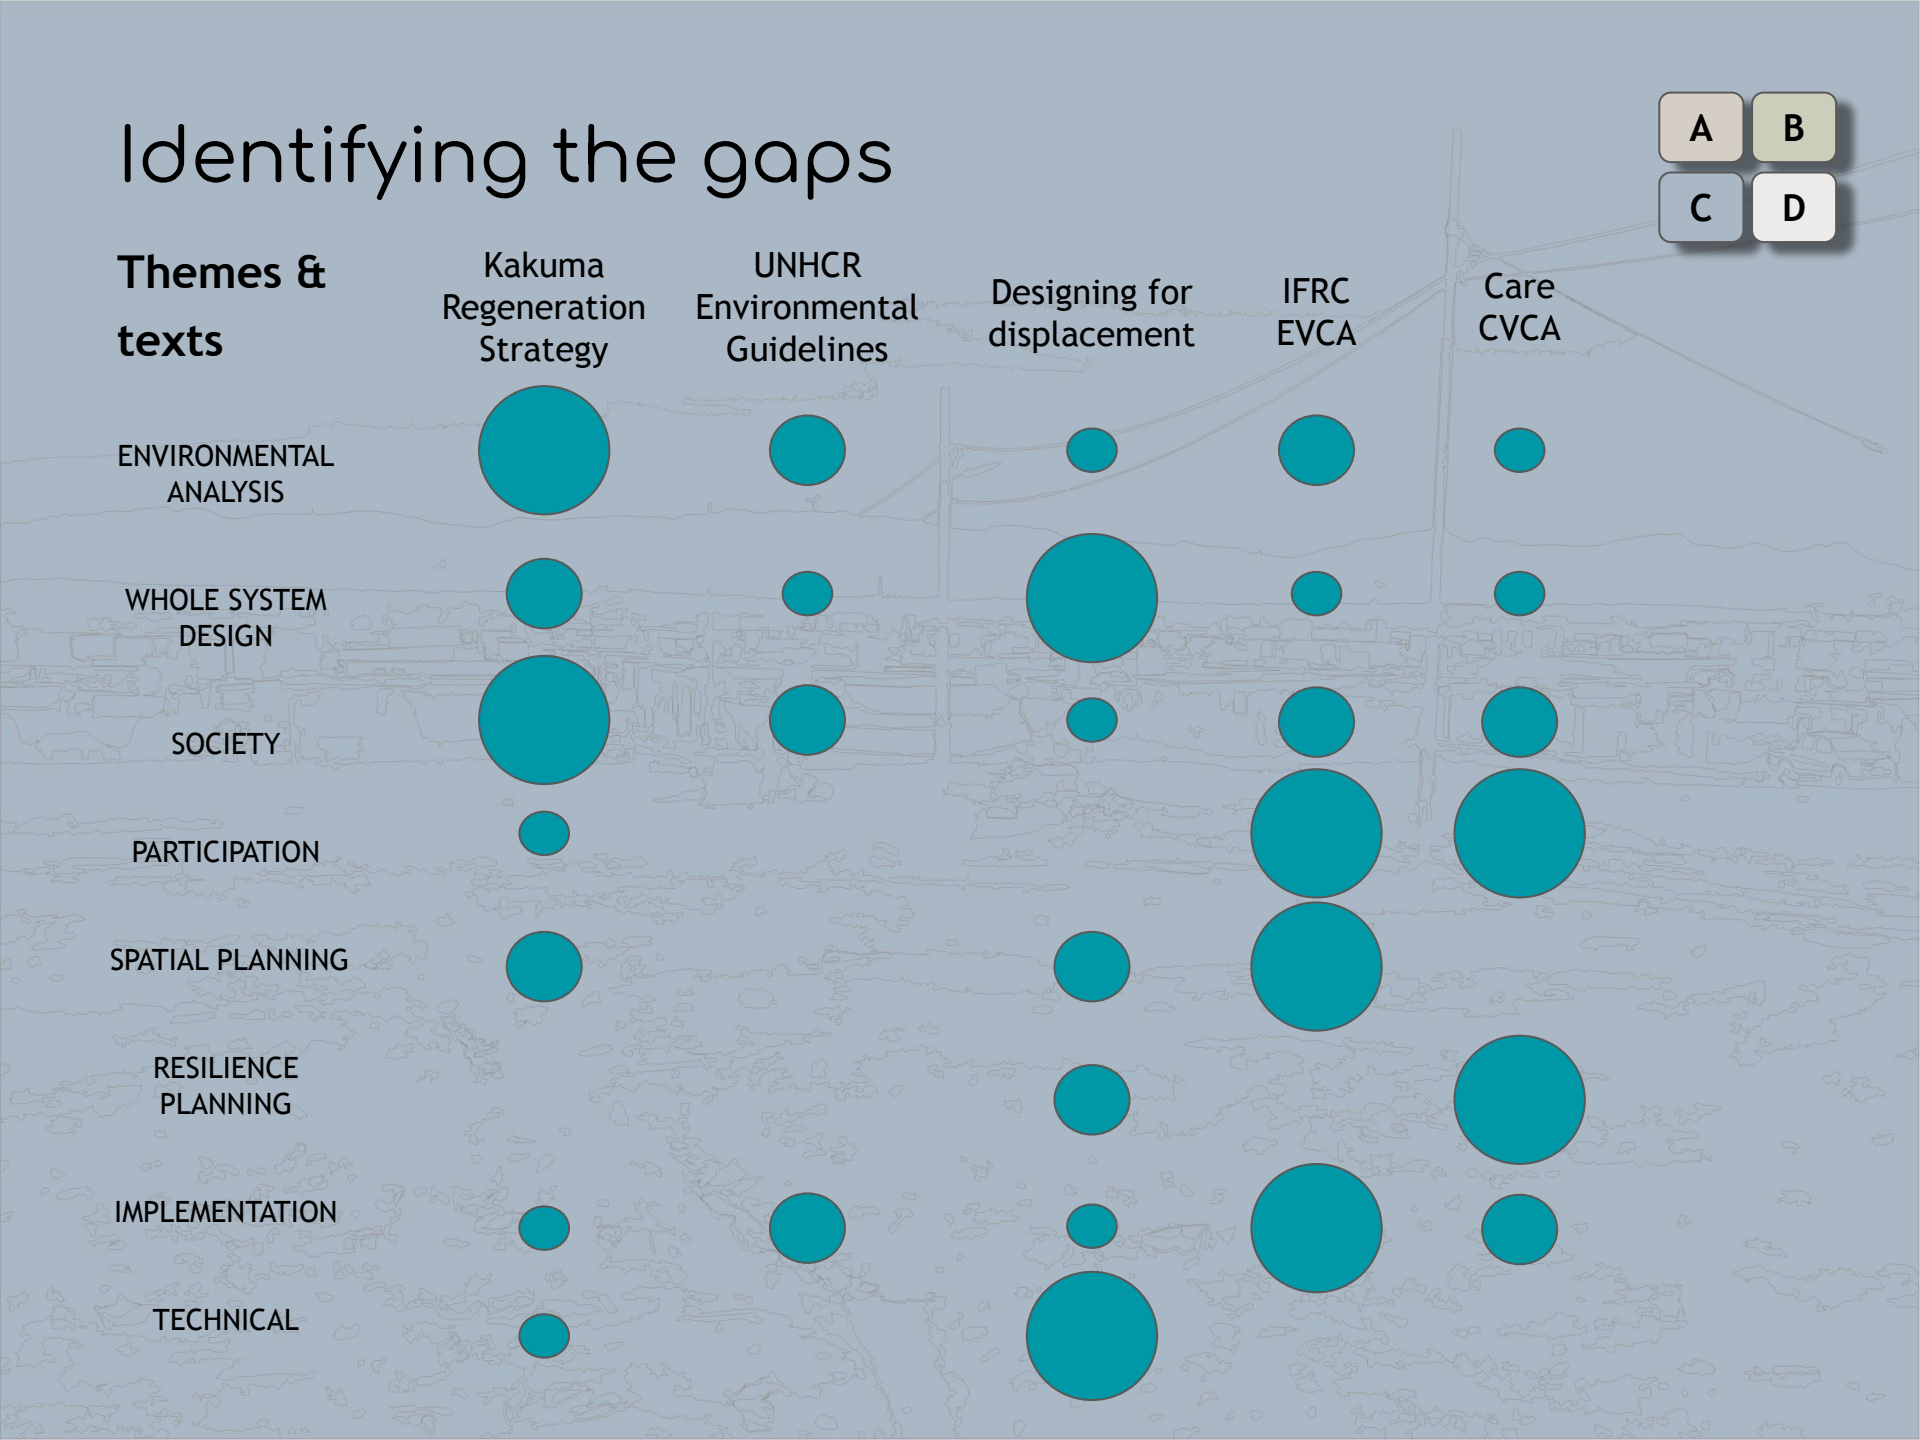 Identifying the gaps
A
B
C
D
Themes &
texts
Kakuma
Regeneration
Strategy
UNHCR
Environmental
Guidelines
Designing for
displacement
IFRC
EVCA
Care
CVCA
ENVIRONMENTAL
ANALYSIS
WHOLE SYSTEM
DESIGN
SOCIETY
PARTICIPATION
SPATIAL PLANNING
RESILIENCE
PLANNING
IMPLEMENTATION
TECHNICAL